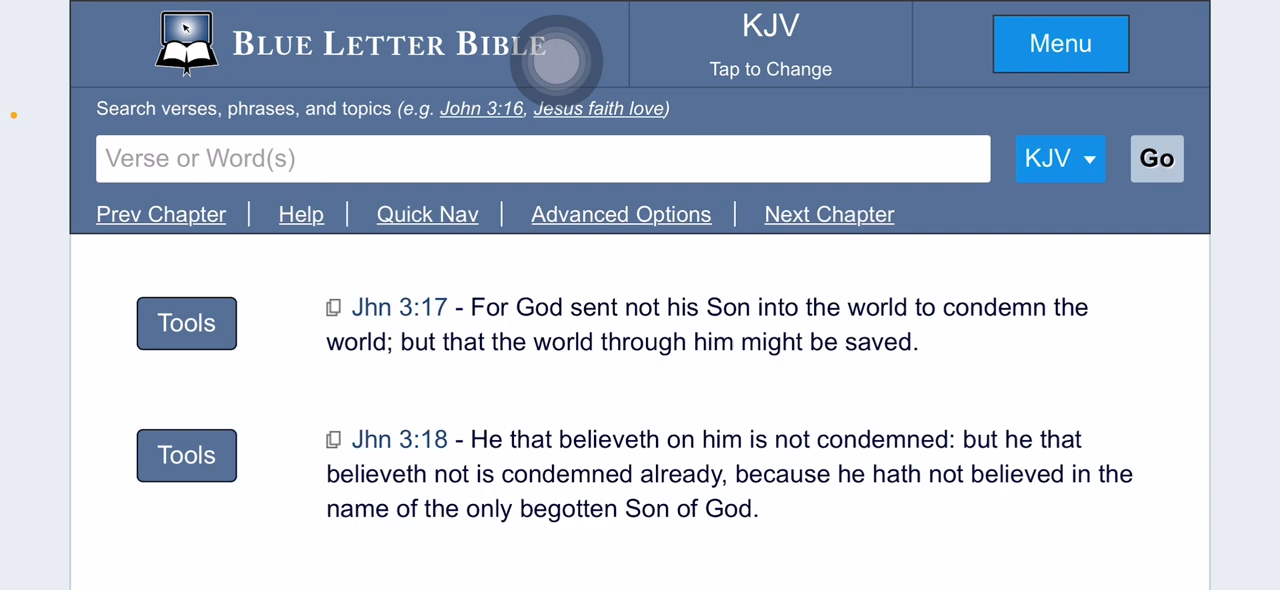 BLUE LETTER BIBLE
KJV
Tap to Change
Menu
Search verses, phrases, and topics (e.g. John 3:16, Jesus faith love)
Verse or Word(s)
KJV
Go
Prev Chapter | Help | Quick Nav | Advanced Options | Next Chapter
Tools
Jhn 3:17 - For God sent not his Son into the world to condemn the
world; but that the world through him might be saved.
Tools
Jhn 3:18 - He that believeth on him is not condemned: but he that
believeth not is condemned already, because he hath not believed in the
name of the only begotten Son of God.